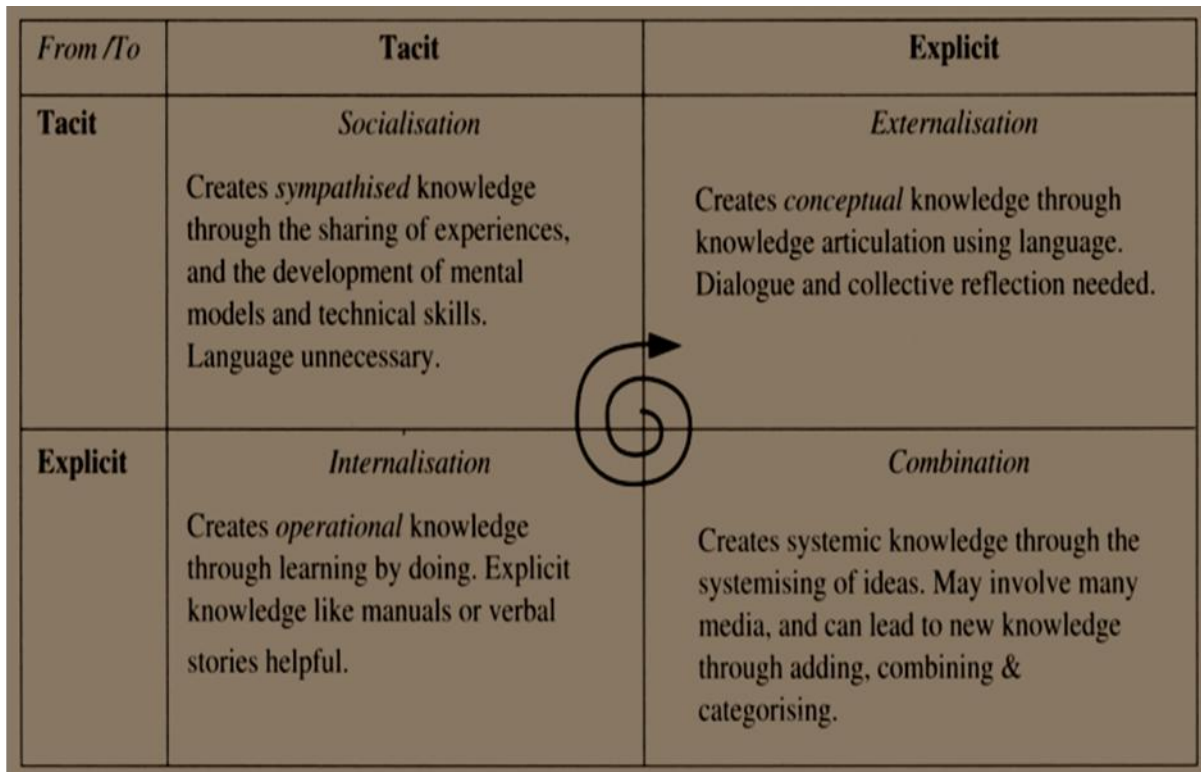 From /To
Tacit
Explicit
Tacit
Socialisation
Creates sympathised knowledge
through the sharing of experiences,
and the development of mental
models and technical skills.
Language unnecessary.
Externalisation
Creates conceptual knowledge through
knowledge articulation using language.
Dialogue and collective reflection needed.
Explicit
Internalisation
Creates operational knowledge
through learning by doing. Explicit
knowledge like manuals or verbal
stories helpful.
Combination
Creates systemic knowledge through the
systemising of ideas. May involve many
media, and can lead to new knowledge
through adding, combining &
categorising.